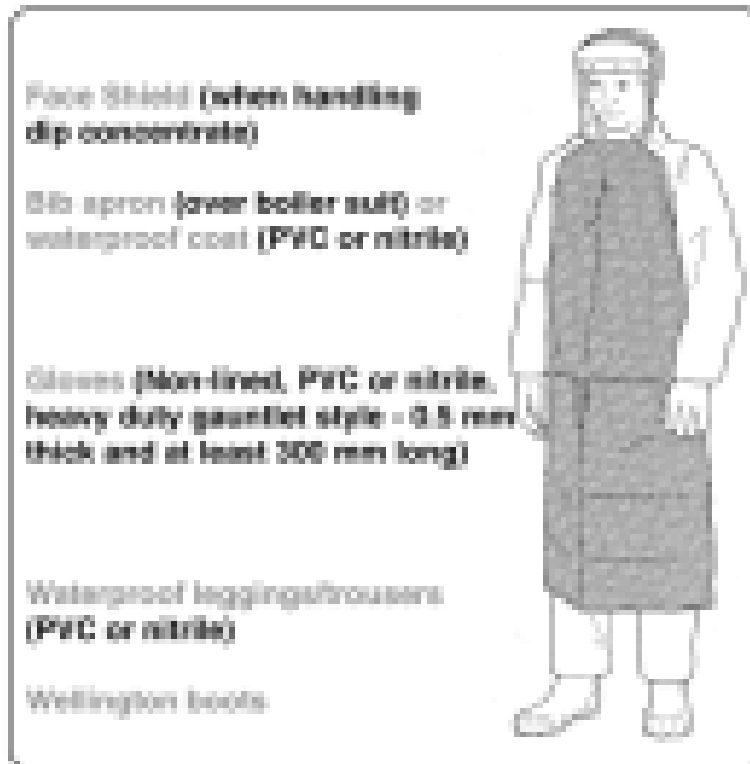 Face Shield (when handling
dip concentrate)
Bib apron (over boiler suit) or
waterproof coat (PVC or nitrile)
Gloves (Non-lined, PVC or nitrile,
heavy duty gauntlet style - 0.5 mm
thick and at least 300 mm long)
Waterproof leggings/trousers
(PVC or nitrile)
Wellington boots